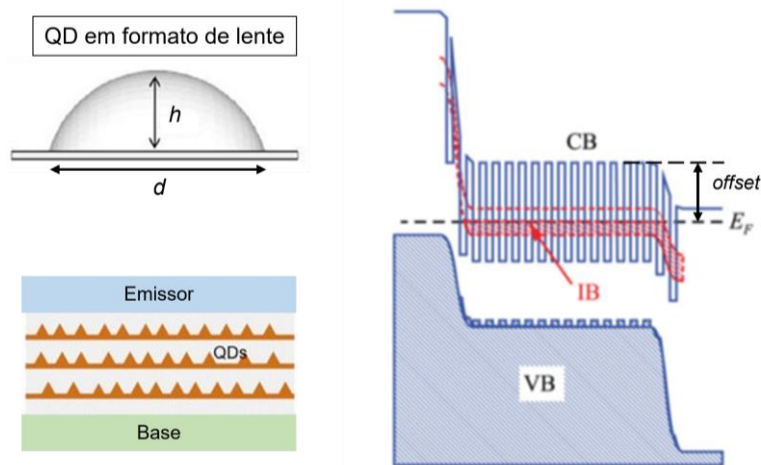 QD em formato de lente
h
d
Emissor
QDs
Base
CB
offset
E_F
IB
VB